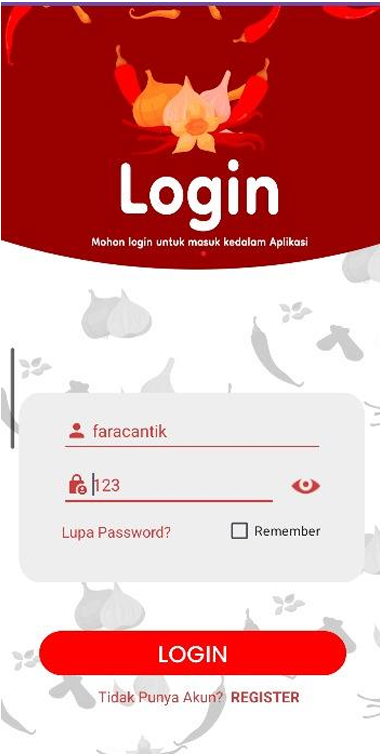 Login
Mohon login untuk masuk kedalam Aplikasi
faracantik
123
Lupa Password? Remember
LOGIN
Tidak Punya Akun? REGISTER